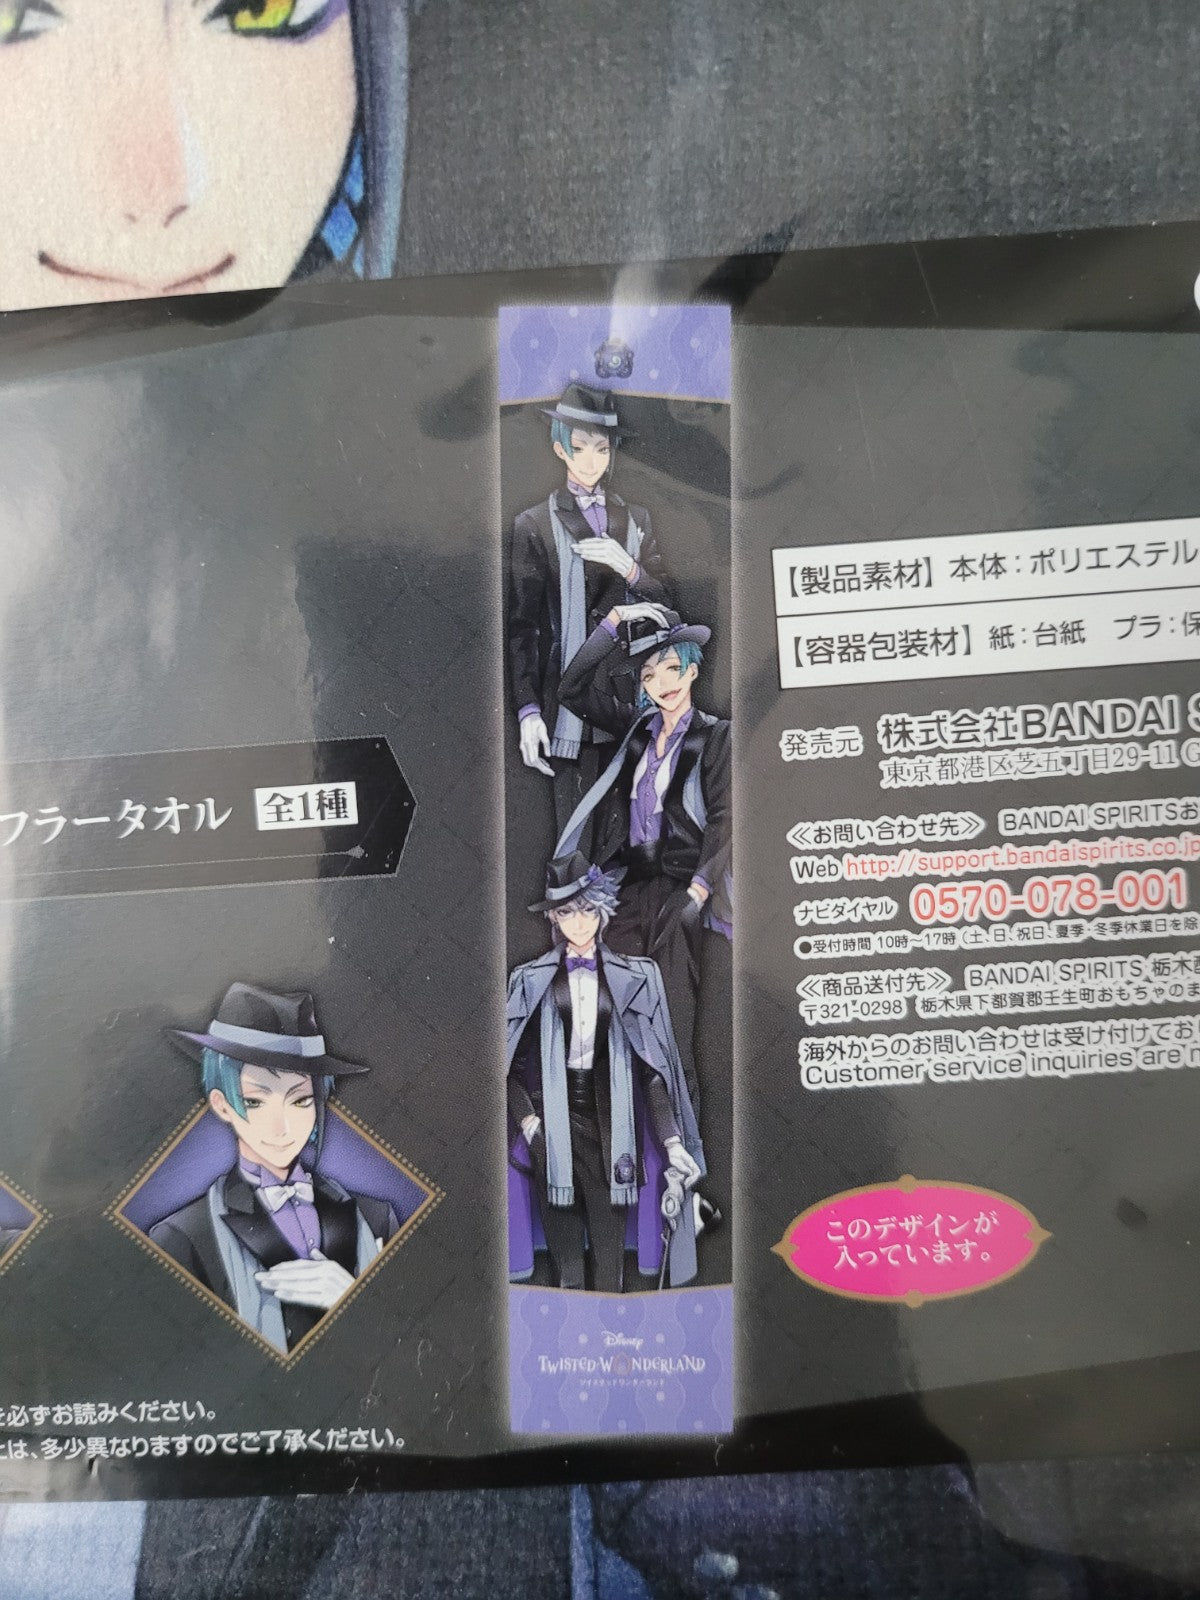 フラータオル 全1種
を必ずお読みください。
は、多少異なりますのでご了承ください。
Disney
TWISTED-WONDERLAND
ツイステッドワンダーランド
【製品素材】本体：ポリエステル
【容器包装材】紙：台紙 プラ：保
発売元 株式会社BANDAI S
東京都港区芝五丁目29-11 G
≪お問い合わせ先≫ BANDAI SPIRITSお
Web http://support.bandaispirits.co.jp
ナビダイヤル 0570-078-001
●受付時間 10時～17時（土、日、祝日、夏季・冬季休業日を除
≪商品送付先≫ BANDAI SPIRITS 栃木
〒321-0298 栃木県下都賀郡壬生町おもちゃのま
海外からのお問い合わせは受け付けてお
Customer service inquiries are n
このデザインが
入っています。